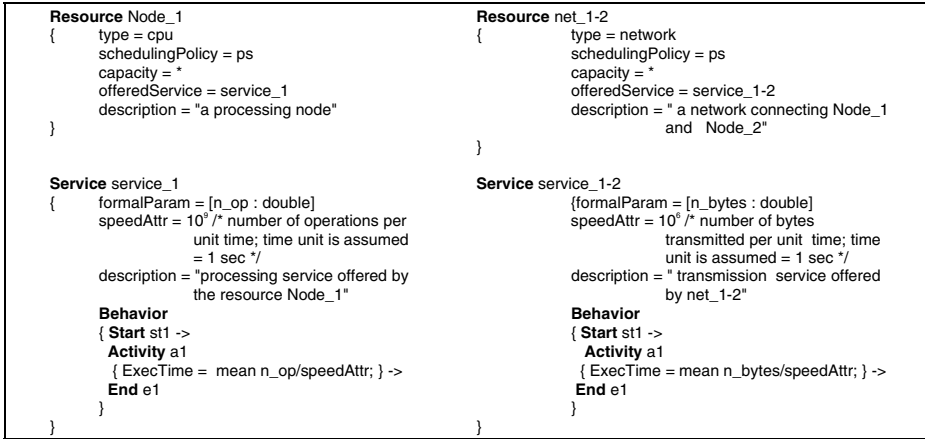 Resource Node_1
{ type = cpu
schedulingPolicy = ps
capacity = *
offeredService = service_1
description = "a processing node"
}
Service service_1
{ formalParam = [n_op : double]
speedAttr = 10⁹ /* number of operations per
unit time; time unit is assumed
= 1 sec */
description = "processing service offered by
the resource Node_1"
Behavior
{ Start st1 ->
Activity a1
{ ExecTime = mean n_op/speedAttr; } ->
End e1
}
}
Resource net_1-2
{ type = network
schedulingPolicy = ps
capacity = *
offeredService = service_1-2
description = " a network connecting Node_1
and Node_2"
}
Service service_1-2
{formalParam = [n_bytes : double]
speedAttr = 10⁶ /* number of bytes
transmitted per unit time; time
unit is assumed = 1 sec */
description = " transmission service offered
by net_1-2"
Behavior
{ Start st1 ->
Activity a1
{ ExecTime = mean n_bytes/speedAttr; } ->
End e1
}
}